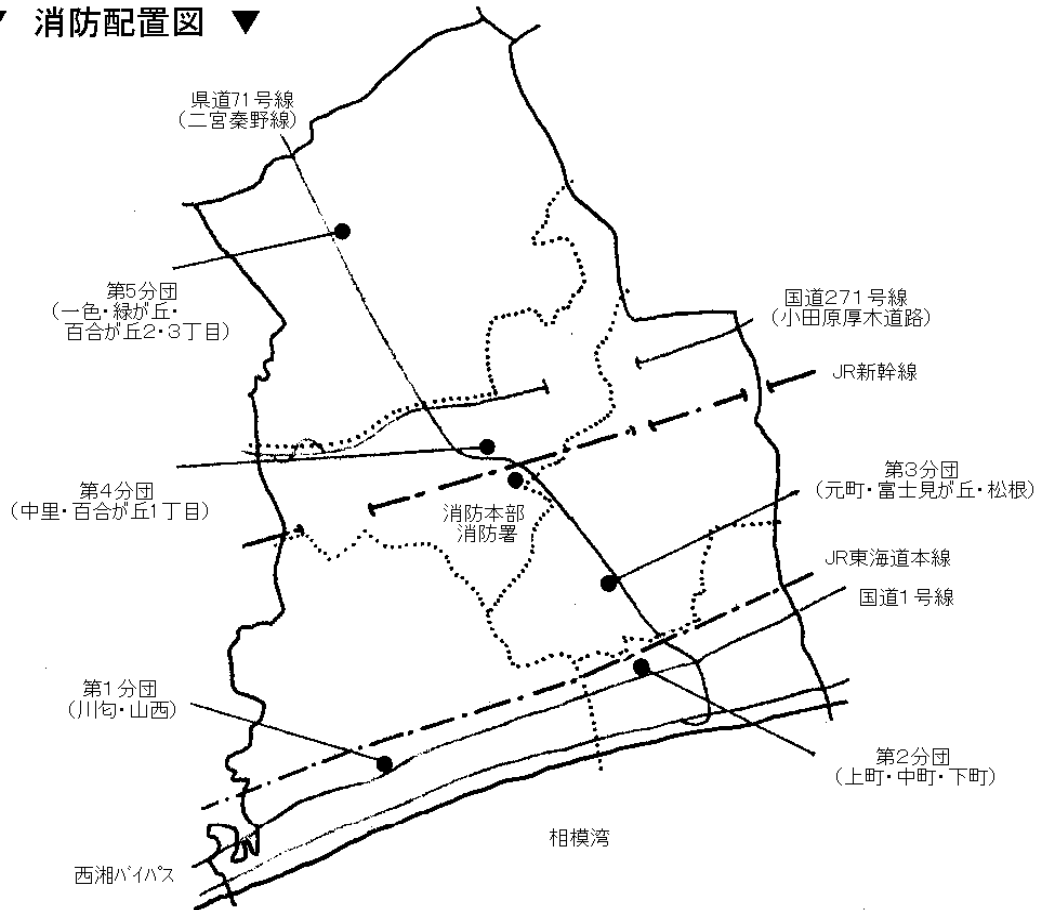 ▼ 消防配置図 ▼
県道71号線
(二宮秦野線)
第5分団
(一色・緑が丘・
百合が丘2・3丁目)
国道271号線
(小田原厚木道路)
JR新幹線
第4分団
(中里・百合が丘1丁目)
消防本部
消防署
第3分団
(元町・富士見が丘・松根)
JR東海道本線
国道1号線
第1分団
(川匂・山西)
第2分団
(上町・中町・下町)
相模湾
西湘バイパス